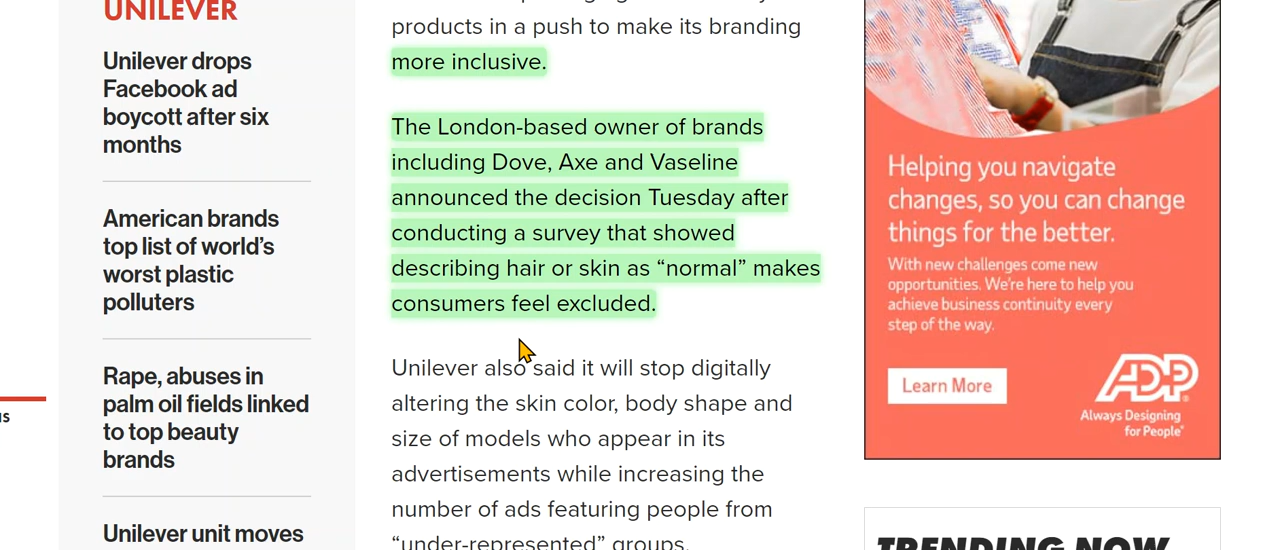 UNILEVER
Unilever drops
Facebook ad
boycott after six
months
American brands
top list of world's
worst plastic
polluters
Rape, abuses in
palm oil fields linked
to top beauty
brands
Unilever unit moves
products in a push to make its branding
more inclusive.
The London-based owner of brands
including Dove, Axe and Vaseline
announced the decision Tuesday after
conducting a survey that showed
describing hair or skin as “normal” makes
consumers feel excluded.
Unilever also said it will stop digitally
altering the skin color, body shape and
size of models who appear in its
advertisements while increasing the
number of ads featuring people from
“under-represented” groups.
Helping you navigate
changes, so you can change
things for the better.
With new challenges come new
opportunities. We're here to help you
achieve business continuity every
step of the way.
Learn More
ADP
Always Designing
for People®
TRENDING NOW